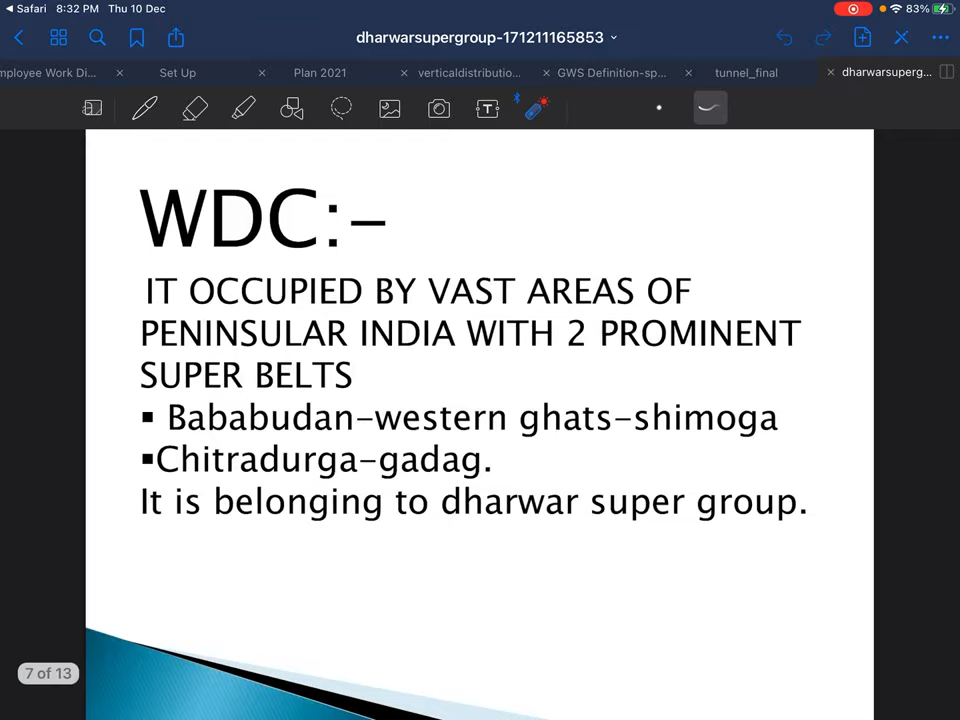 Safari 8:32 PM Thu 10 Dec 83%
dharwarsupergroup-171211165853
mployee Work Di... Set Up Plan 2021 verticaldistributio... GWS Definition-sp... tunnel_final dharwarsuperg...
WDC:-
IT OCCUPIED BY VAST AREAS OF
PENINSULAR INDIA WITH 2 PROMINENT
SUPER BELTS
▪ Bababudan-western ghats-shimoga
▪Chitradurga-gadag.
It is belonging to dharwar super group.
7 of 13